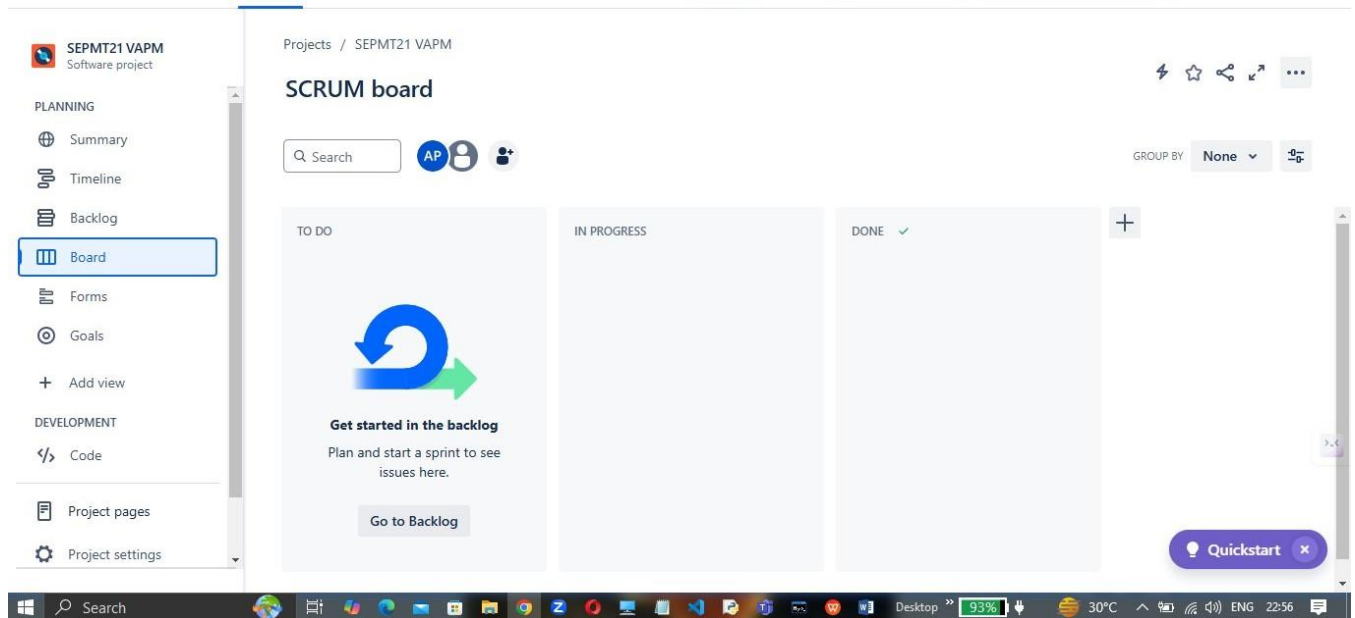 SEPMT21 VAPM
Software project
PLANNING
Summary
Timeline
Backlog
Board
Forms
Goals
Add view
DEVELOPMENT
Code
Project pages
Project settings
Projects / SEPMT21 VAPM
SCRUM board
Search
AP
GROUP BY None
TO DO
IN PROGRESS
DONE
Get started in the backlog
Plan and start a sprint to see
issues here.
Go to Backlog
Quickstart
Search
Desktop
93%
30°C
ENG
22:56